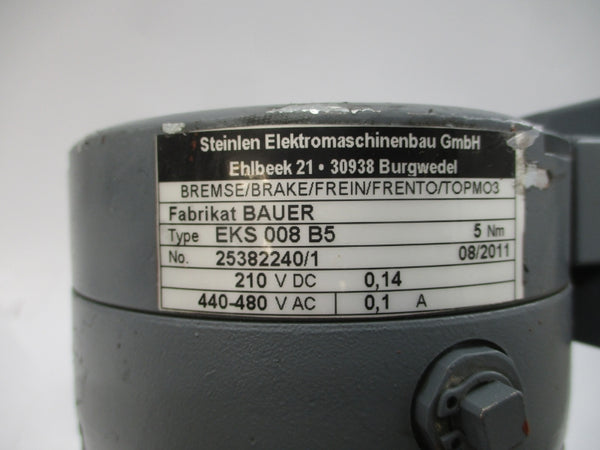 Steinlen Elektromaschinenbau GmbH
Ehlbeek 21 • 30938 Burgwedel
BREMSE/BRAKE/FREIN/FRENTO/TOPMO3
Fabrikat BAUER
Type EKS 008 B5 5 Nm
No. 25382240/1 08/2011
210 V DC 0,14
440-480 V AC 0,1 A